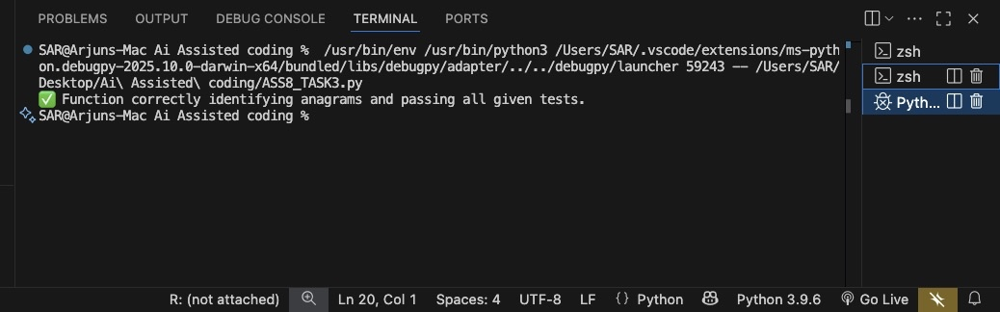 PROBLEMS OUTPUT DEBUG CONSOLE TERMINAL PORTS
SAR@Arjuns-Mac Ai Assisted coding %  /usr/bin/env /usr/bin/python3 /Users/SAR/.vscode/extensions/ms-pyth
on.debugpy-2025.10.0-darwin-x64/bundled/libs/debugpy/adapter/../../debugpy/launcher 59243 -- /Users/SAR/
Desktop/Ai\ Assisted\ coding/ASS8_TASK3.py
✅ Function correctly identifying anagrams and passing all given tests.
SAR@Arjuns-Mac Ai Assisted coding %
zsh
zsh
Pyth...
R: (not attached) Ln 20, Col 1 Spaces: 4 UTF-8 LF {} Python Python 3.9.6 Go Live